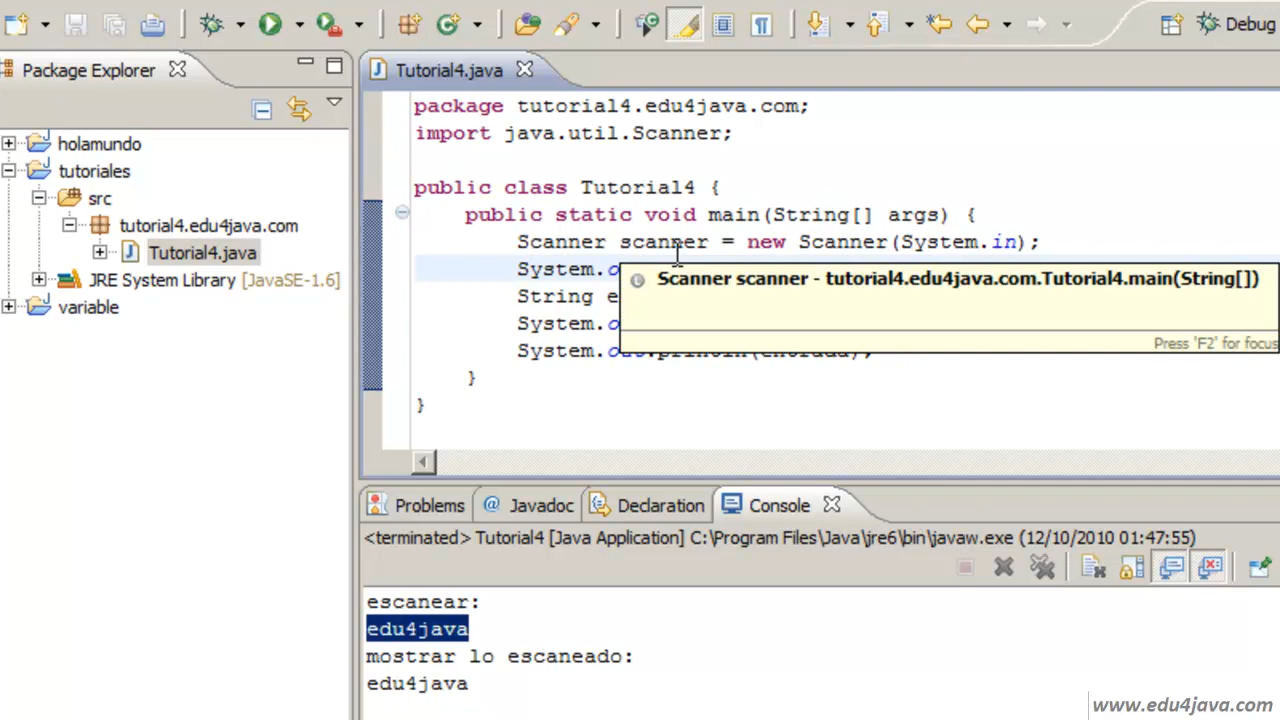 Debug
Package Explorer
holamundo
tutoriales
src
tutorial4.edu4java.com
Tutorial4.java
JRE System Library [JavaSE-1.6]
variable
Tutorial4.java
package tutorial4.edu4java.com;
import java.util.Scanner;
public class Tutorial4 {
public static void main(String[] args) {
Scanner scanner = new Scanner(System.in);
System.o
Scanner scanner - tutorial4.edu4java.com.Tutorial4.main(String[])
String e
System.o
Press 'F2' for focus
System.
}
}
Problems @ Javadoc Declaration Console
<terminated> Tutorial4 [Java Application] C:\Program Files\Java\jre6\bin\javaw.exe (12/10/2010 01:47:55)
escanear:
edu4java
mostrar lo escaneado:
edu4java
www.edu4java.com